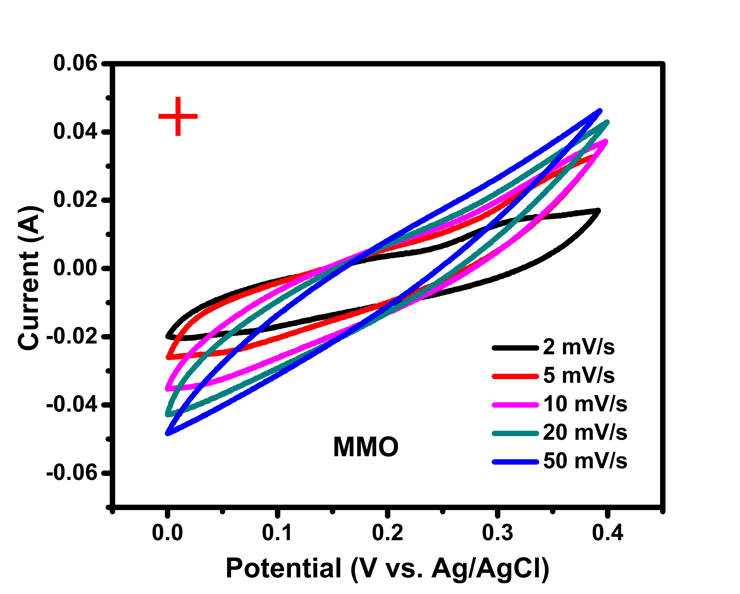 0.06
0.04
0.02
0.00
-0.02
-0.04
-0.06
Current (A)
2 mV/s
5 mV/s
10 mV/s
20 mV/s
50 mV/s
MMO
0.0 0.1 0.2 0.3 0.4
Potential (V vs. Ag/AgCl)